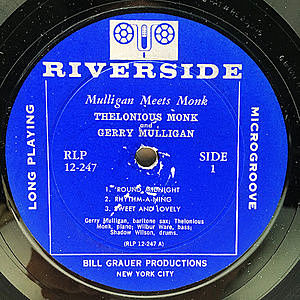 RIVERSIDE
Mulligan Meets Monk
THELONIOUS MONK
and
GERRY MULLIGAN
LONG PLAYING
MICROGROOVE
RLP
12-247
SIDE
1
1. 'ROUND MIDNIGHT
2. RHYTHM-A-NING
3. SWEET AND LOVELY
Gerry Mulligan, baritone sax; Thelonious
Monk, piano; Wilbur Ware, bass;
Shadow Wilson, drums.
(RLP 12-247 A)
BILL GRAUER PRODUCTIONS
NEW YORK CITY